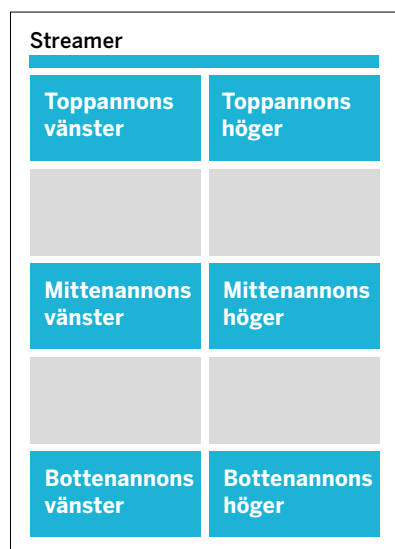 Streamer
Toppannons
vänster
Toppannons
höger
Mittenannons
vänster
Mittenannons
höger
Bottenannons
vänster
Bottenannons
höger